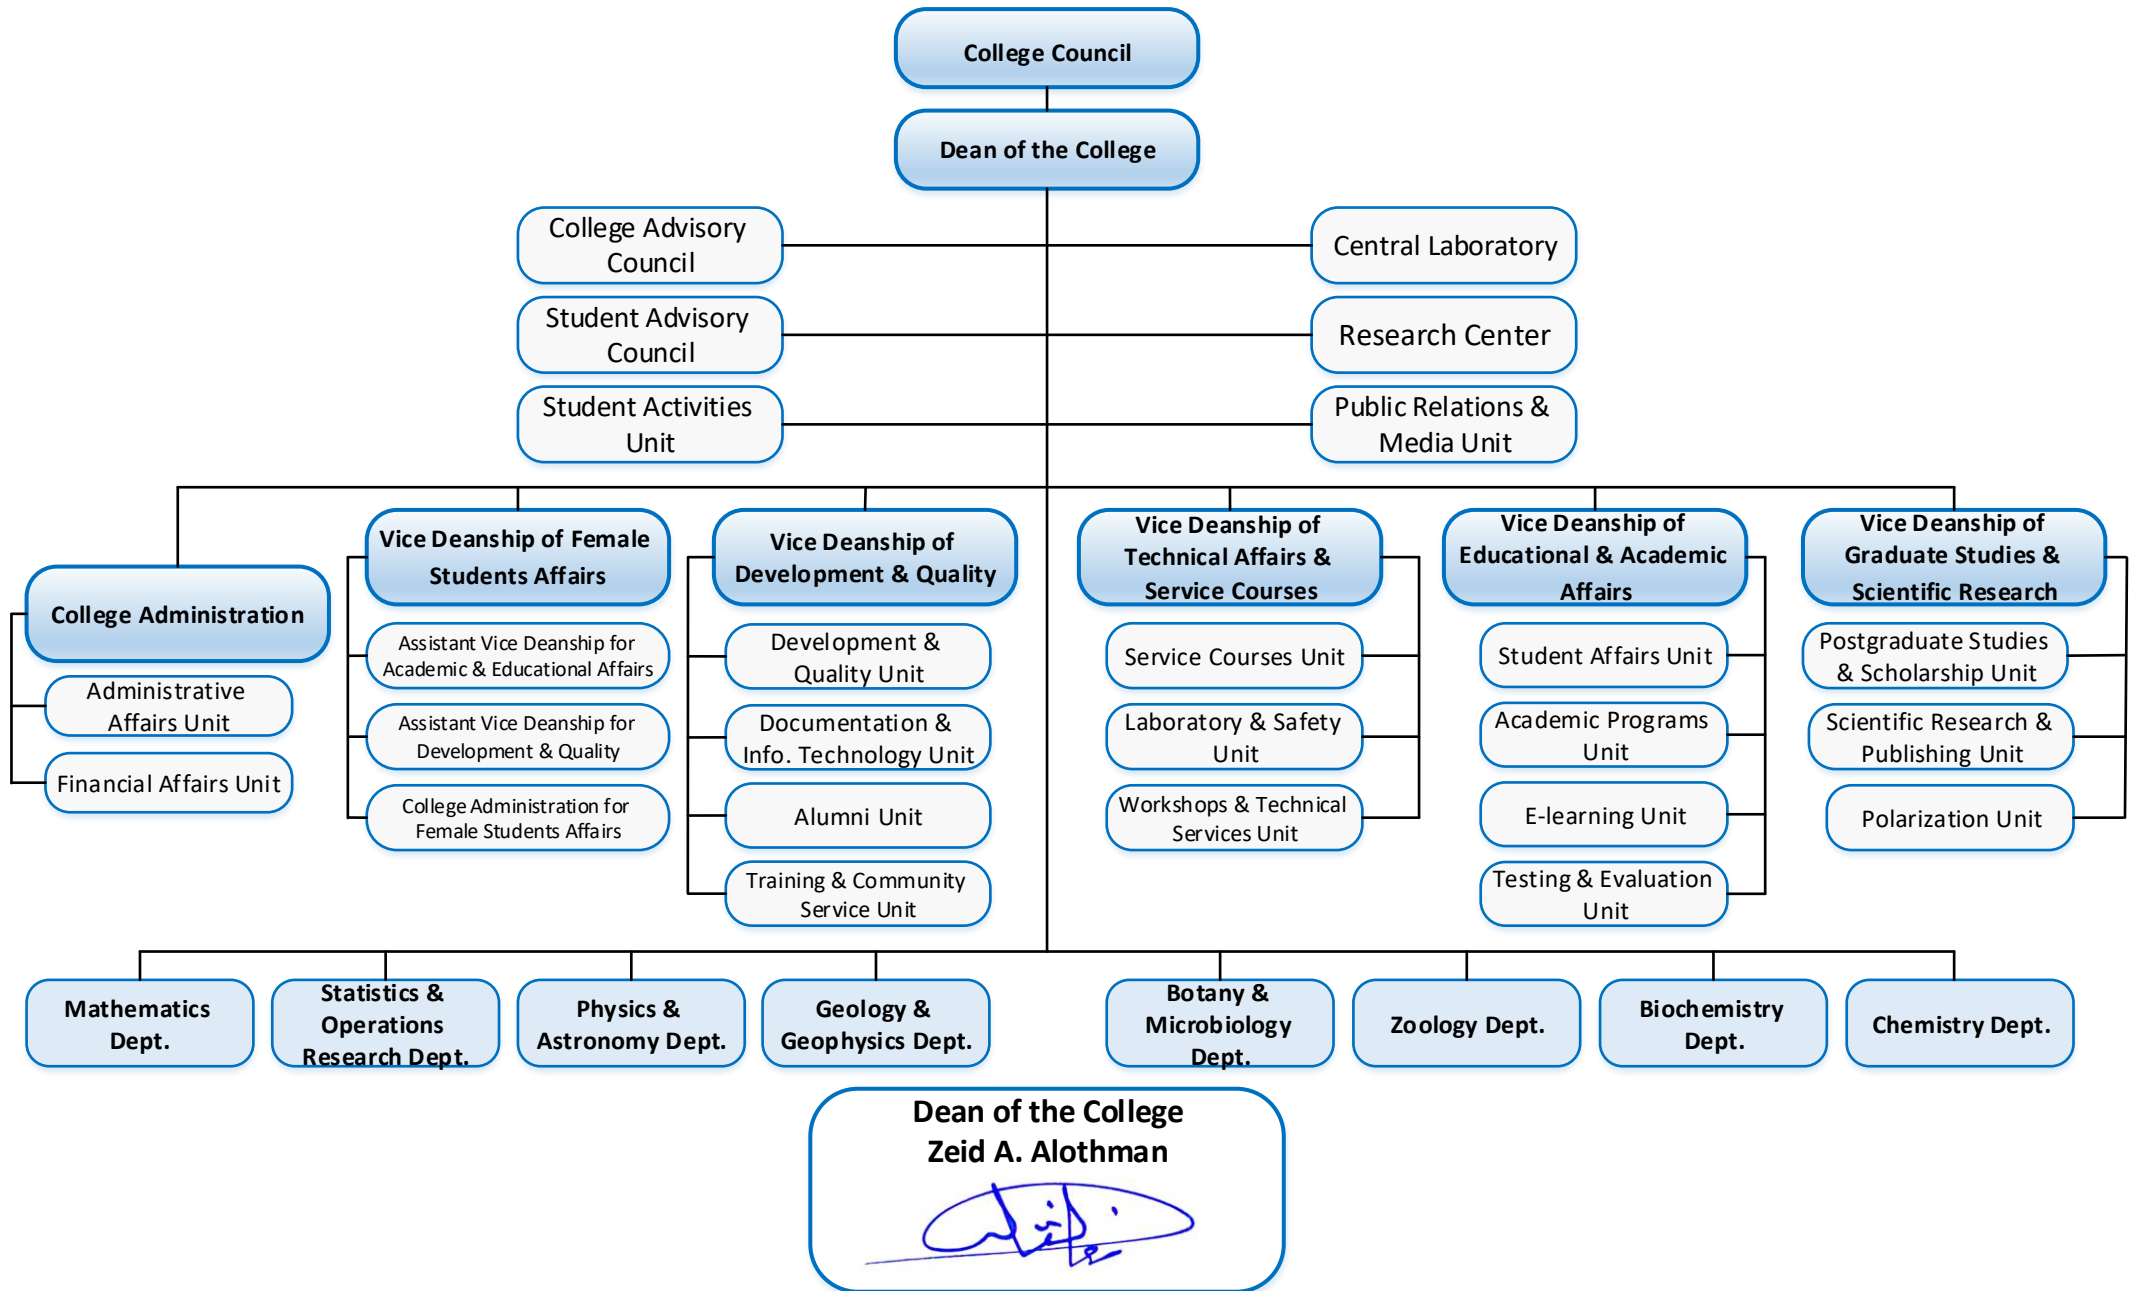 College Council
Dean of the College
College Advisory
Council
Central Laboratory
Student Advisory
Council
Research Center
Student Activities
Unit
Public Relations &
Media Unit
College Administration
Administrative
Affairs Unit
Financial Affairs Unit
Vice Deanship of Female
Students Affairs
Assistant Vice Deanship for
Academic & Educational Affairs
Assistant Vice Deanship for
Development & Quality
College Administration for
Female Students Affairs
Vice Deanship of
Development & Quality
Development &
Quality Unit
Documentation &
Info. Technology Unit
Alumni Unit
Training & Community
Service Unit
Vice Deanship of
Technical Affairs &
Service Courses
Service Courses Unit
Laboratory & Safety
Unit
Workshops & Technical
Services Unit
Vice Deanship of
Educational & Academic
Affairs
Student Affairs Unit
Academic Programs
Unit
E-learning Unit
Testing & Evaluation
Unit
Vice Deanship of
Graduate Studies &
Scientific Research
Postgraduate Studies
& Scholarship Unit
Scientific Research &
Publishing Unit
Polarization Unit
Mathematics
Dept.
Statistics &
Operations
Research Dept.
Physics &
Astronomy Dept.
Geology &
Geophysics Dept.
Botany &
Microbiology
Dept.
Zoology Dept.
Biochemistry
Dept.
Chemistry Dept.
Dean of the College
Zeid A. Alothman